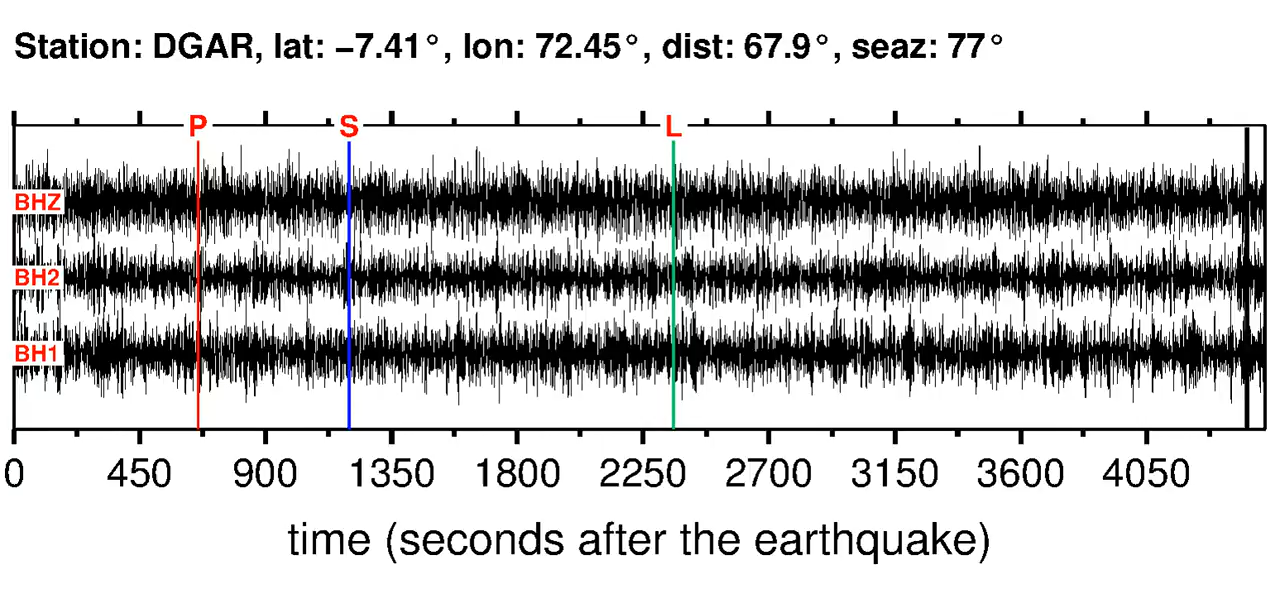 Station: DGAR, lat: −7.41°, lon: 72.45°, dist: 67.9°, seaz: 77°
P S L
BHZ
BH2
BH1
0 450 900 1350 1800 2250 2700 3150 3600 4050
time (seconds after the earthquake)